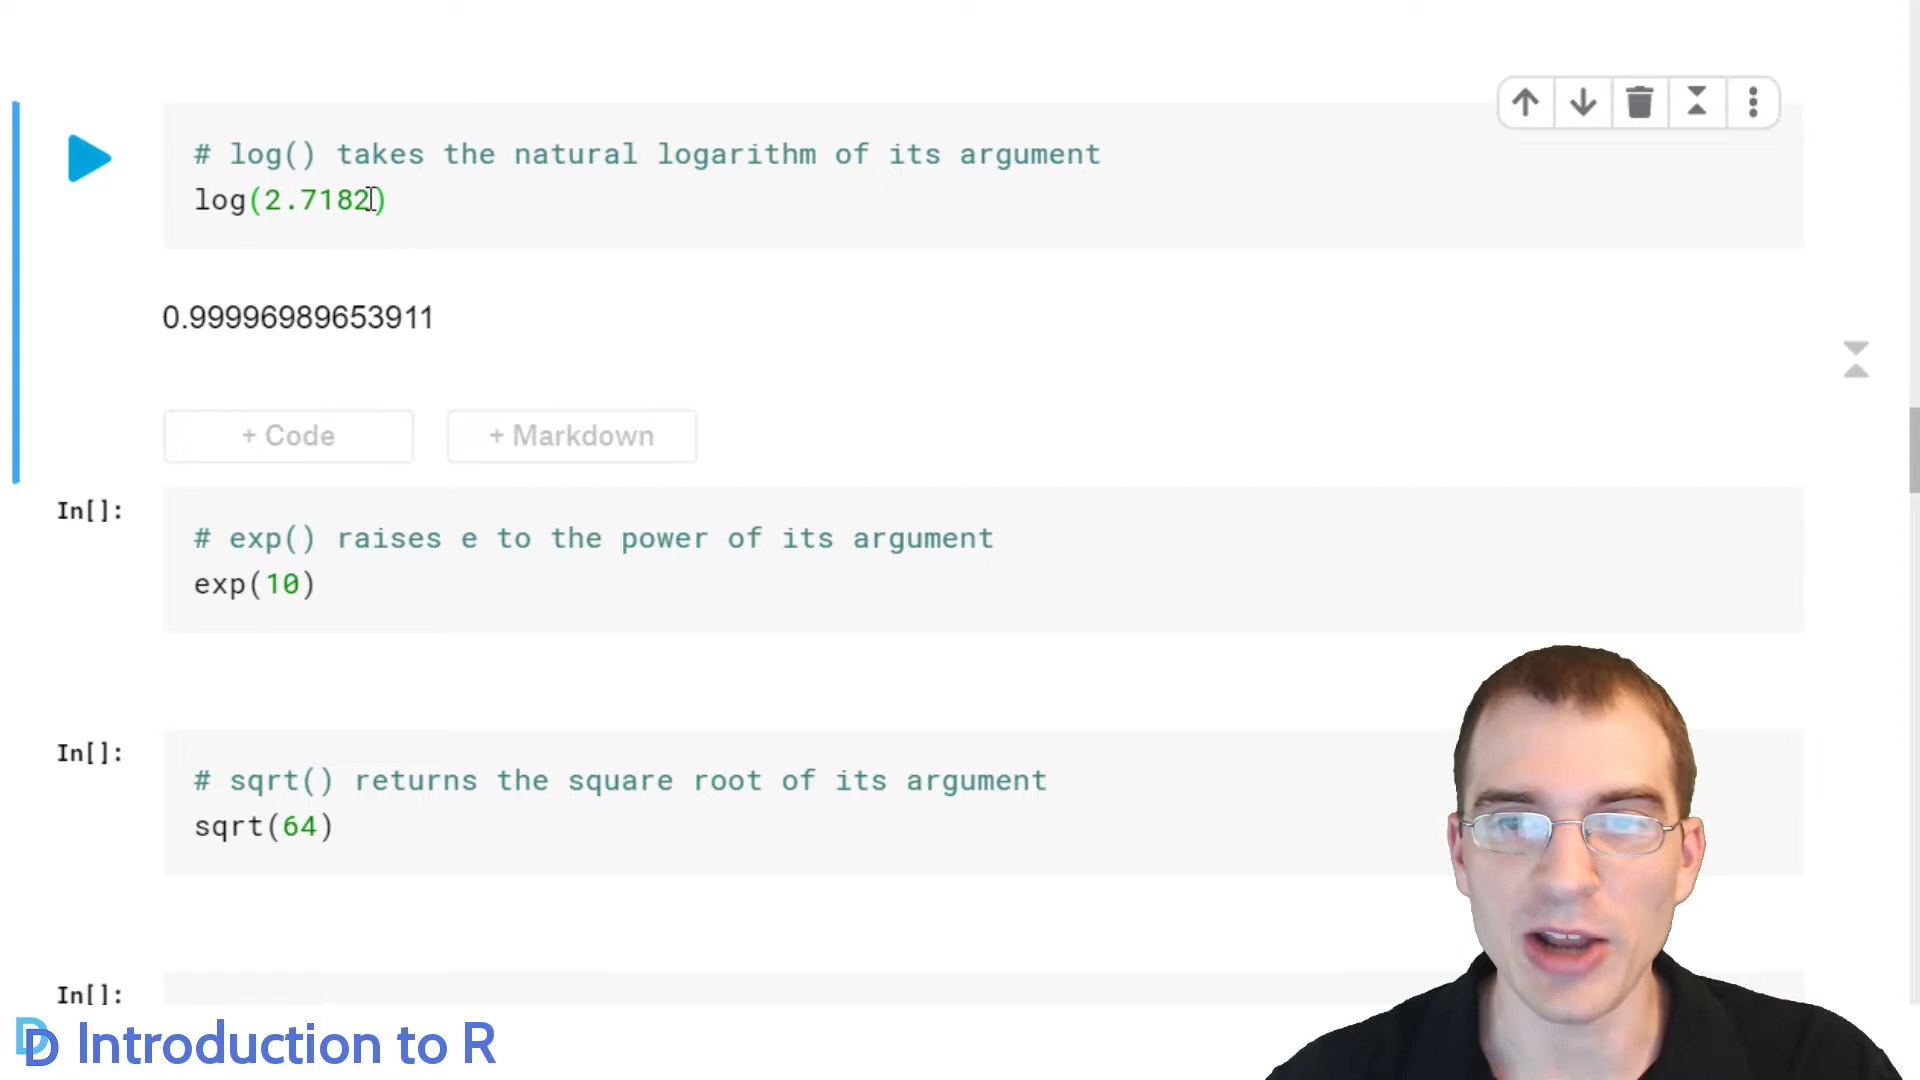 # log() takes the natural logarithm of its argument
log(2.7182)
0.99996989653911
+ Code
+ Markdown
In[]:
# exp() raises e to the power of its argument
exp(10)
In[]:
# sqrt() returns the square root of its argument
sqrt(64)
In[]:
D Introduction to R